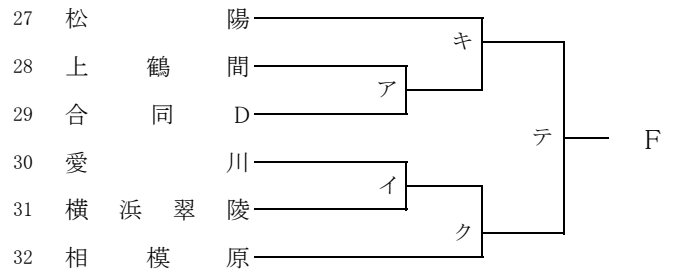 27 松陽
キ
28 上鶴間
ア
29 合同D
テ F
30 愛川
イ
31 横浜翠陵
ク
32 相模原